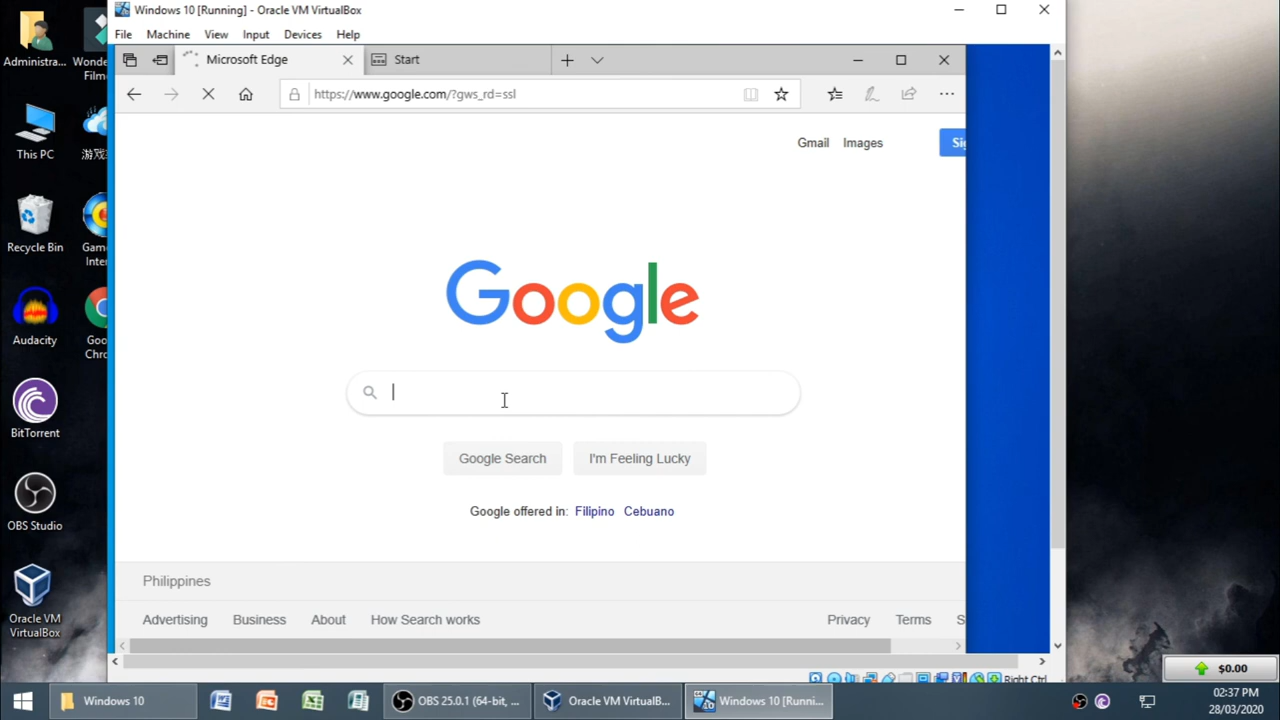 Windows 10 [Running] - Oracle VM VirtualBox
File Machine View Input Devices Help
Microsoft Edge
Start
https://www.google.com/?gws_rd=ssl
Gmail Images
Google
Google Search
I'm Feeling Lucky
Google offered in: Filipino Cebuano
Philippines
Advertising Business About How Search works
Privacy Terms
Right Ctrl
Administra...
This PC
游戏
Recycle Bin
Audacity
BitTorrent
OBS Studio
Oracle VM
VirtualBox
$0.00
Windows 10
OBS 25.0.1 (64-bit, ...
Oracle VM VirtualB...
Windows 10 [Runni...
02:37 PM
28/03/2020